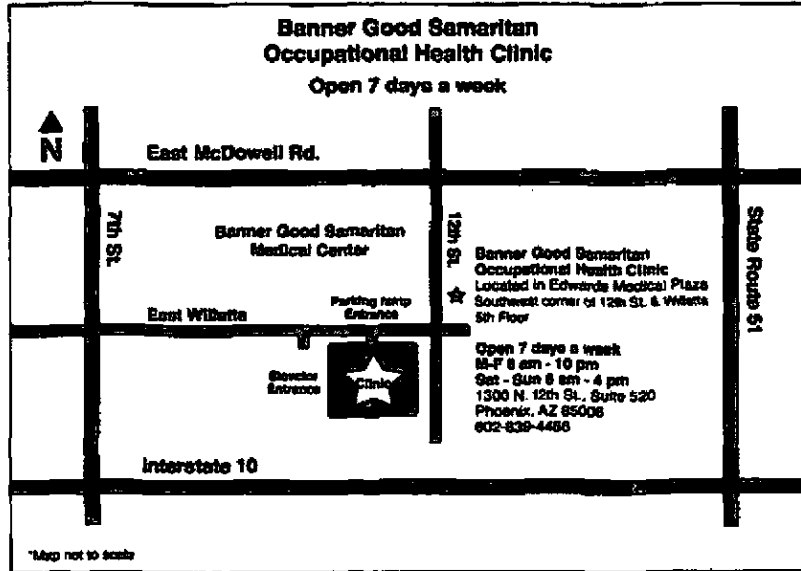 Banner Good Samaritan
Occupational Health Clinic
Open 7 days a week
N
East McDowell Rd.
7th St.
Banner Good Samaritan
Medical Center
12th St.
State Route 51
Banner Good Samaritan
Occupational Health Clinic
Located in Edwards Medical Plaza
Southwest corner of 12th St. & Willetta
5th Floor
East Willetta
Parking ramp
Entrance
Elevator
Entrance
Clinic
Open 7 days a week
M-F 6 am - 10 pm
Sat - Sun 6 am - 4 pm
1300 N. 12th St., Suite 520
Phoenix, AZ 85006
Interstate 10
*Map not to scale